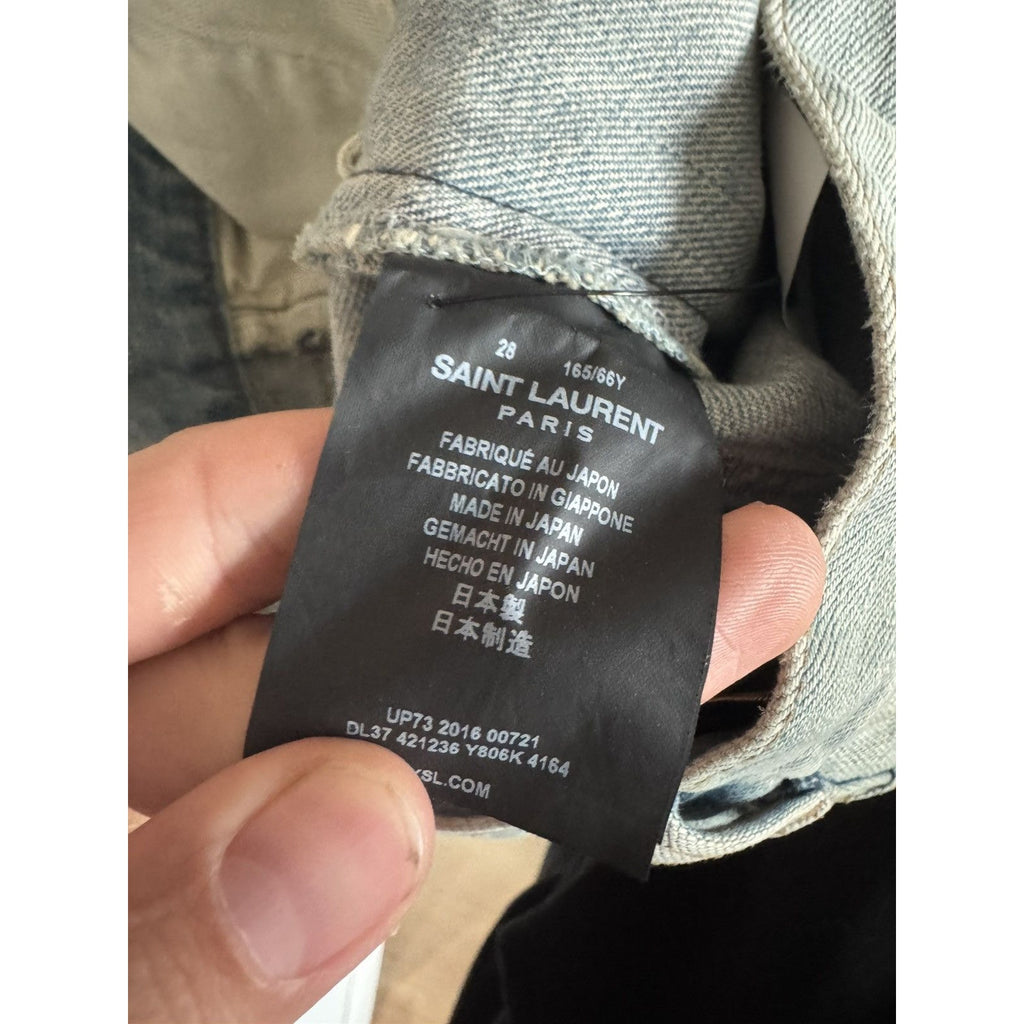 28 165/66Y
SAINT LAURENT
PARIS
FABRIQUÉ AU JAPON
FABBRICATO IN GIAPPONE
MADE IN JAPAN
GEMACHT IN JAPAN
HECHO EN JAPON
日本製
日本制造
UP73 2016 00721
DL37 421236 Y806K 4164
YSL.COM